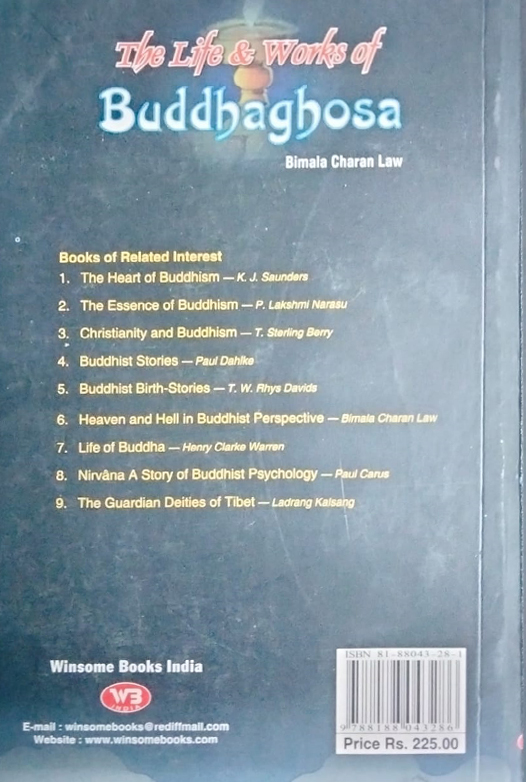 The Life & Works of
Buddhaghosa
Bimala Charan Law
Books of Related Interest
1. The Heart of Buddhism — K. J. Saunders
2. The Essence of Buddhism — P. Lakshmi Narasu
3. Christianity and Buddhism — T. Sterling Berry
4. Buddhist Stories — Paul Dahlke
5. Buddhist Birth-Stories — T. W. Rhys Davids
6. Heaven and Hell in Buddhist Perspective — Bimala Charan Law
7. Life of Buddha — Henry Clarke Warren
8. Nirvâna A Story of Buddhist Psychology — Paul Carus
9. The Guardian Deities of Tibet — Ladrang Kalsang
Winsome Books India
WB
INDIA
E-mail : winsomebooks@rediffmail.com
Website : www.winsomebooks.com
ISBN 81-88043-28-1
9788188043286
Price Rs. 225.00